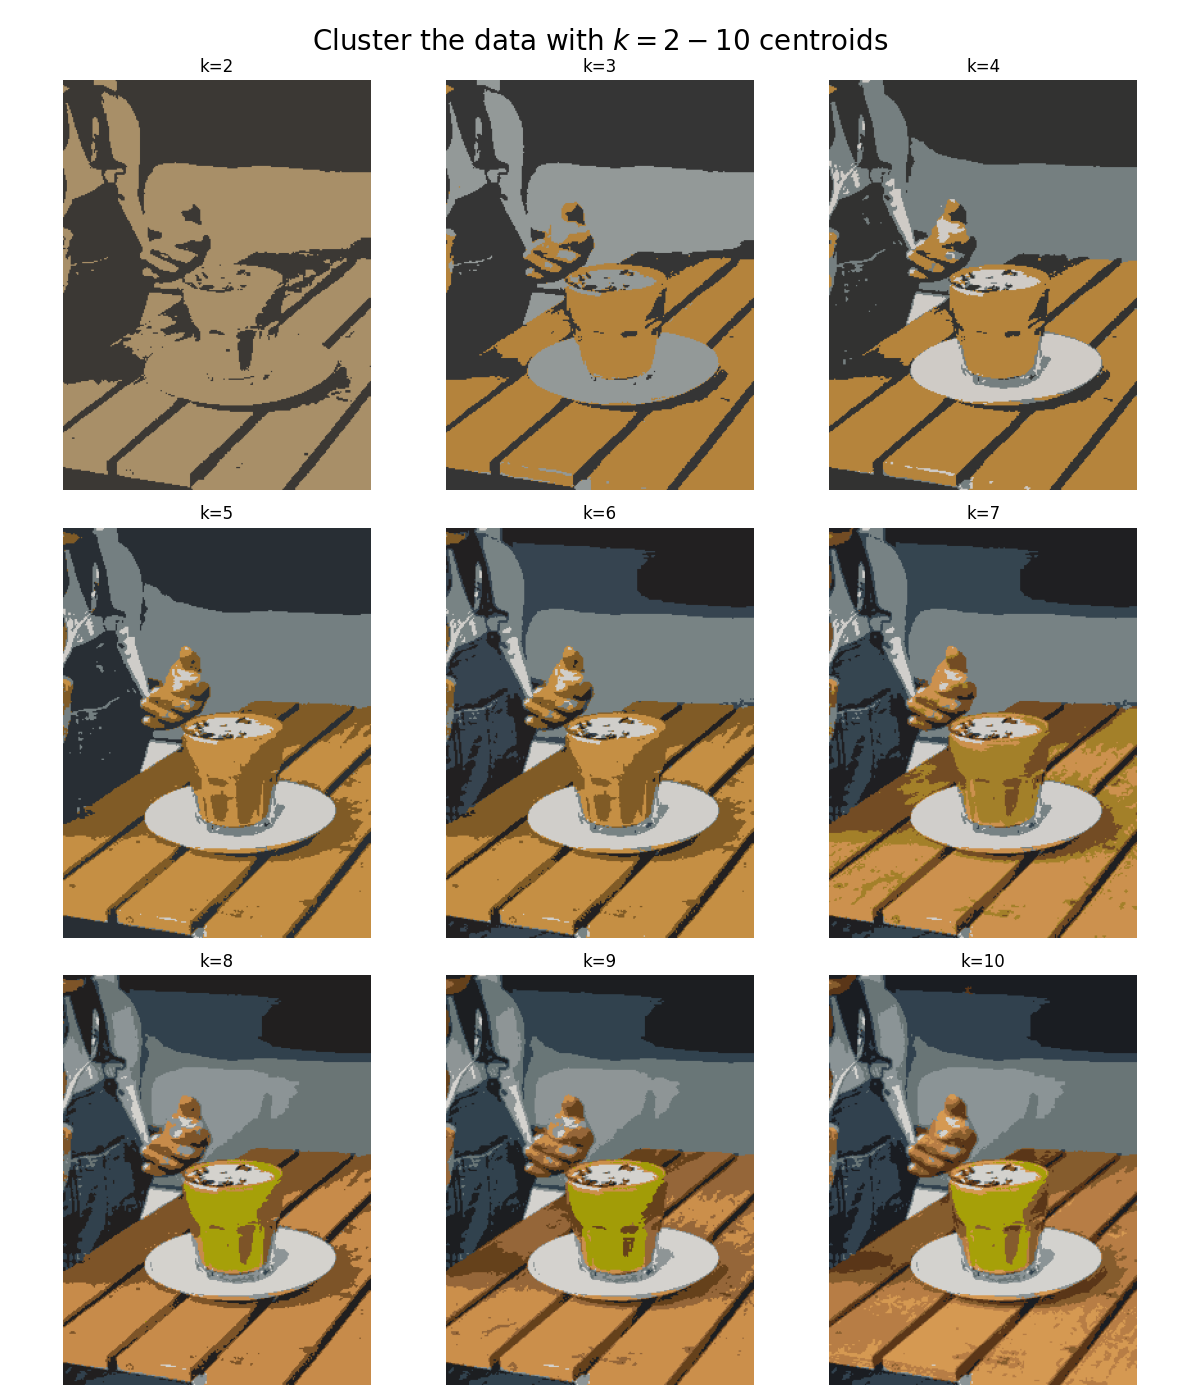 Cluster the data with k = 2 − 10 centroids
k=2
k=3
k=4
k=5
k=6
k=7
k=8
k=9
k=10